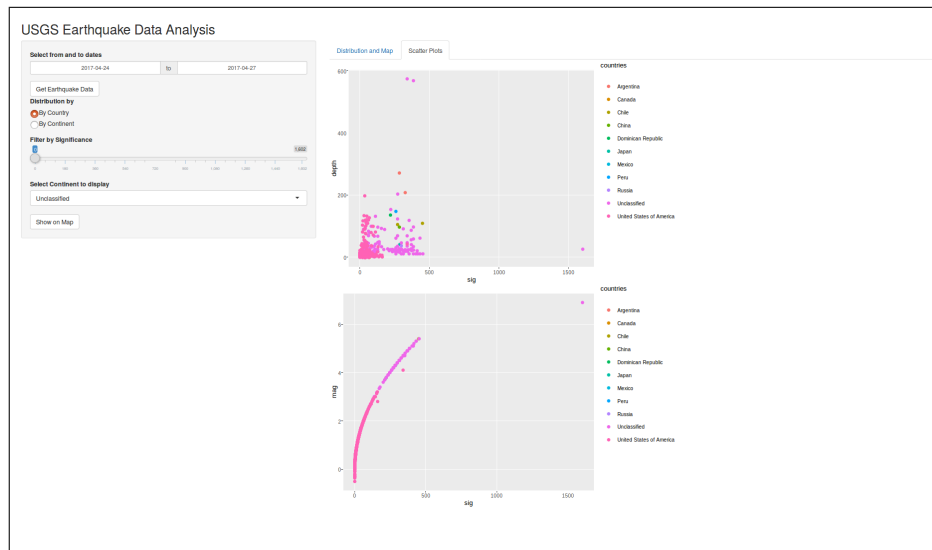 USGS Earthquake Data Analysis
Select from and to dates
2017-04-24 to 2017-04-27
Get Earthquake Data
Distribution by
By Country
By Continent
Filter by Significance
Select Continent to display
Unclassified
Show on Map
Distribution and Map Scatter Plots
600
400
200
0
depth
0 500 1000 1500
sig
countries
Argentina
Canada
Chile
China
Dominican Republic
Japan
Mexico
Peru
Russia
Unclassified
United States of America
6
4
2
0
mag
0 500 1000 1500
sig
countries
Argentina
Canada
Chile
China
Dominican Republic
Japan
Mexico
Peru
Russia
Unclassified
United States of America